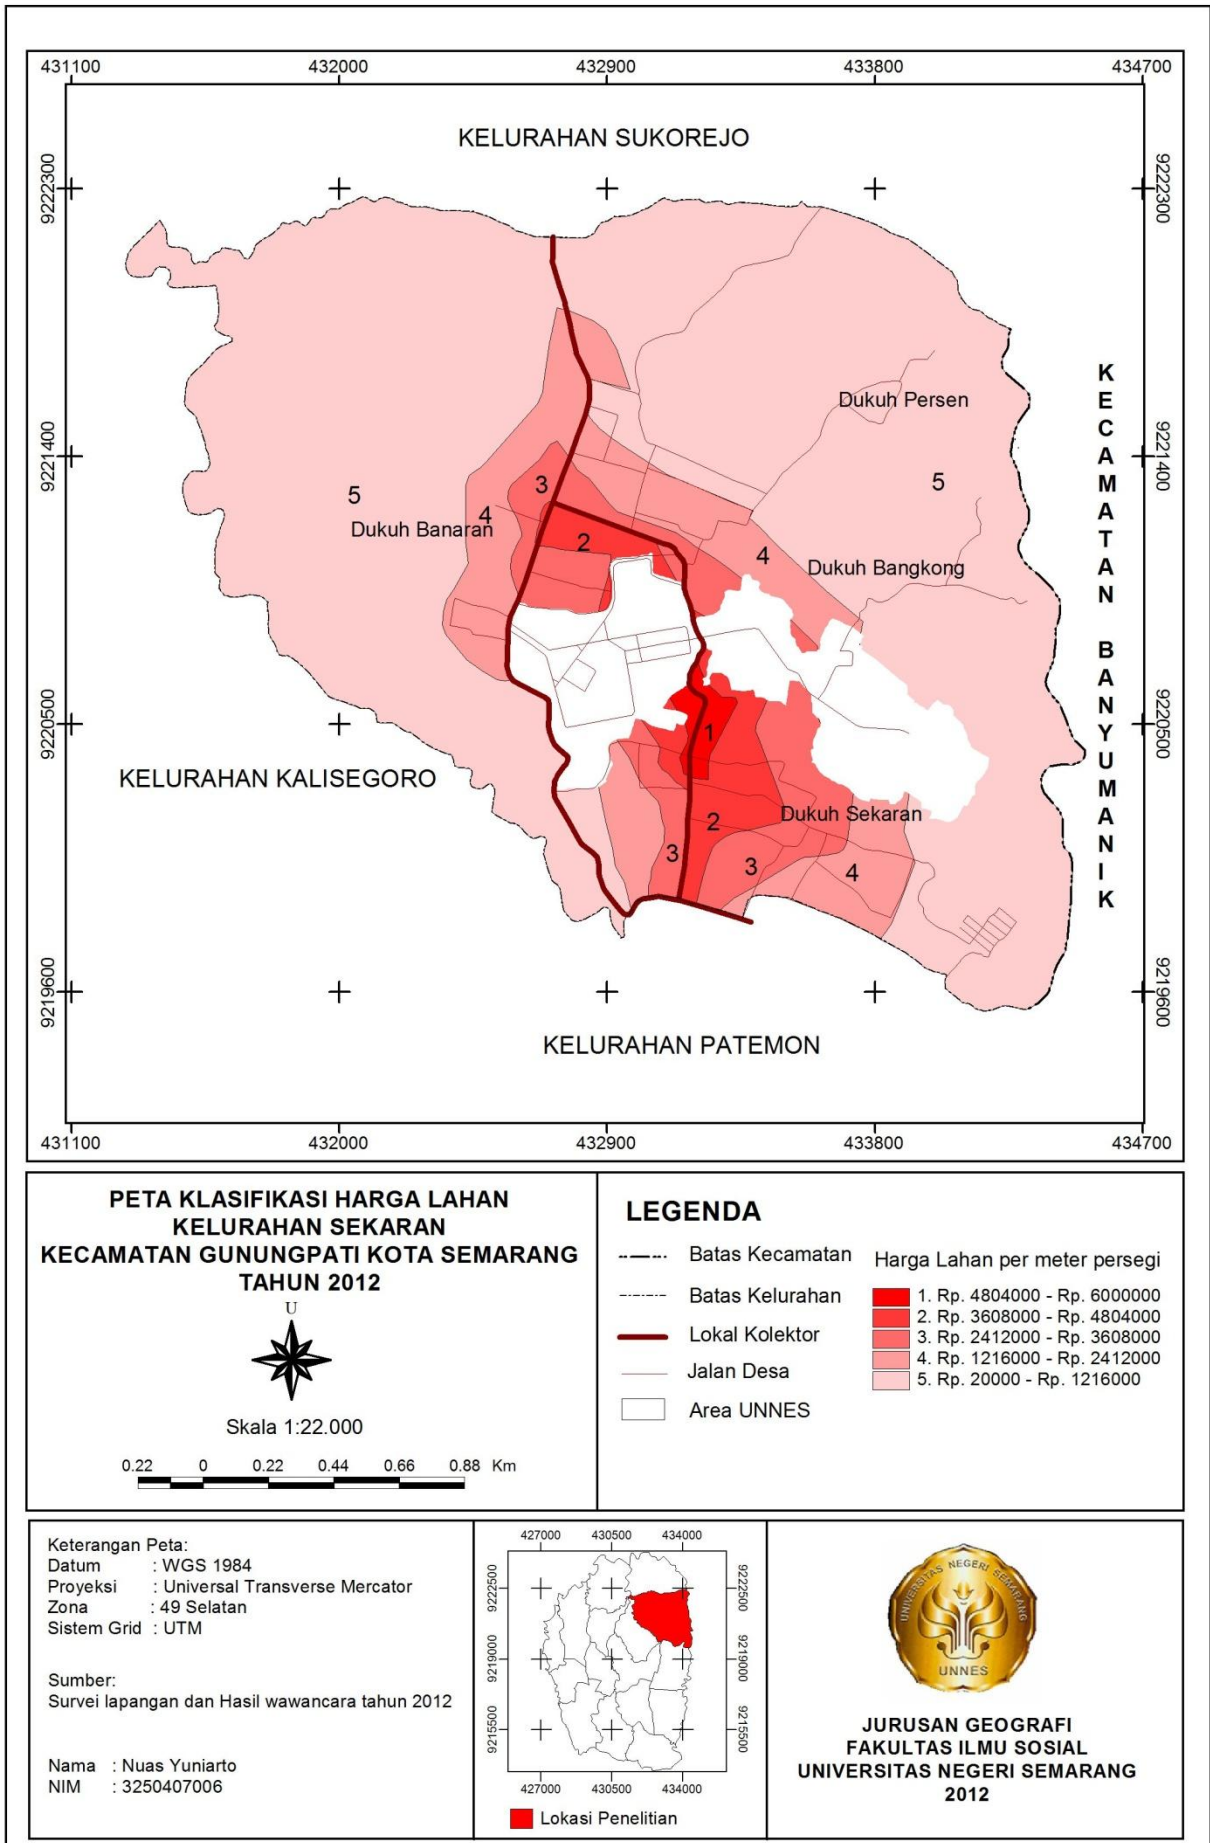 431100 432000 432900 433800 434700
KELURAHAN SUKOREJO
9222300 9222300
Dukuh Persen
KECAMATAN BANYUMANIK
9221400 9221400
3
5
5
4
Dukuh Banaran
2
4
Dukuh Bangkong
9220500 9220500
1
KELURAHAN KALISEGORO
Dukuh Sekaran
2
3
3
4
9219600 9219600
KELURAHAN PATEMON
431100 432000 432900 433800 434700
PETA KLASIFIKASI HARGA LAHAN
KELURAHAN SEKARAN
KECAMATAN GUNUNGPATI KOTA SEMARANG
TAHUN 2012
U
Skala 1:22.000
0.22 0 0.22 0.44 0.66 0.88 Km
LEGENDA
Batas Kecamatan
Batas Kelurahan
Lokal Kolektor
Jalan Desa
Area UNNES
Harga Lahan per meter persegi
1. Rp. 4804000 - Rp. 6000000
2. Rp. 3608000 - Rp. 4804000
3. Rp. 2412000 - Rp. 3608000
4. Rp. 1216000 - Rp. 2412000
5. Rp. 20000 - Rp. 1216000
Keterangan Peta:
Datum : WGS 1984
Proyeksi : Universal Transverse Mercator
Zona : 49 Selatan
Sistem Grid : UTM
Sumber:
Survei lapangan dan Hasil wawancara tahun 2012
Nama : Nuas Yuniarto
NIM : 3250407006
427000 430500 434000
9222500 9222500
9219000 9219000
9215500 9215500
427000 430500 434000
Lokasi Penelitian
UNIVERSITAS NEGERI SEMARANG
UNNES
JURUSAN GEOGRAFI
FAKULTAS ILMU SOSIAL
UNIVERSITAS NEGERI SEMARANG
2012